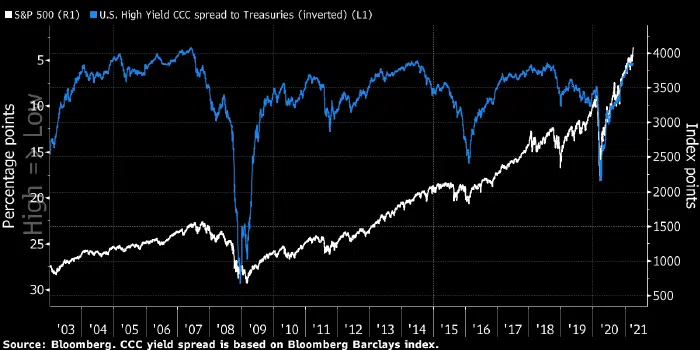 S&P 500 (R1) U.S. High Yield CCC spread to Treasuries (inverted) (L1)
5
10
15
20
25
30
Percentage points
High => Low
4000
3500
3000
2500
2000
1500
1000
500
Index points
'03 '04 '05 '06 '07 '08 '09 '10 '11 '12 '13 '14 '15 '16 '17 '18 '19 '20 '21
Source: Bloomberg. CCC yield spread is based on Bloomberg Barclays index.